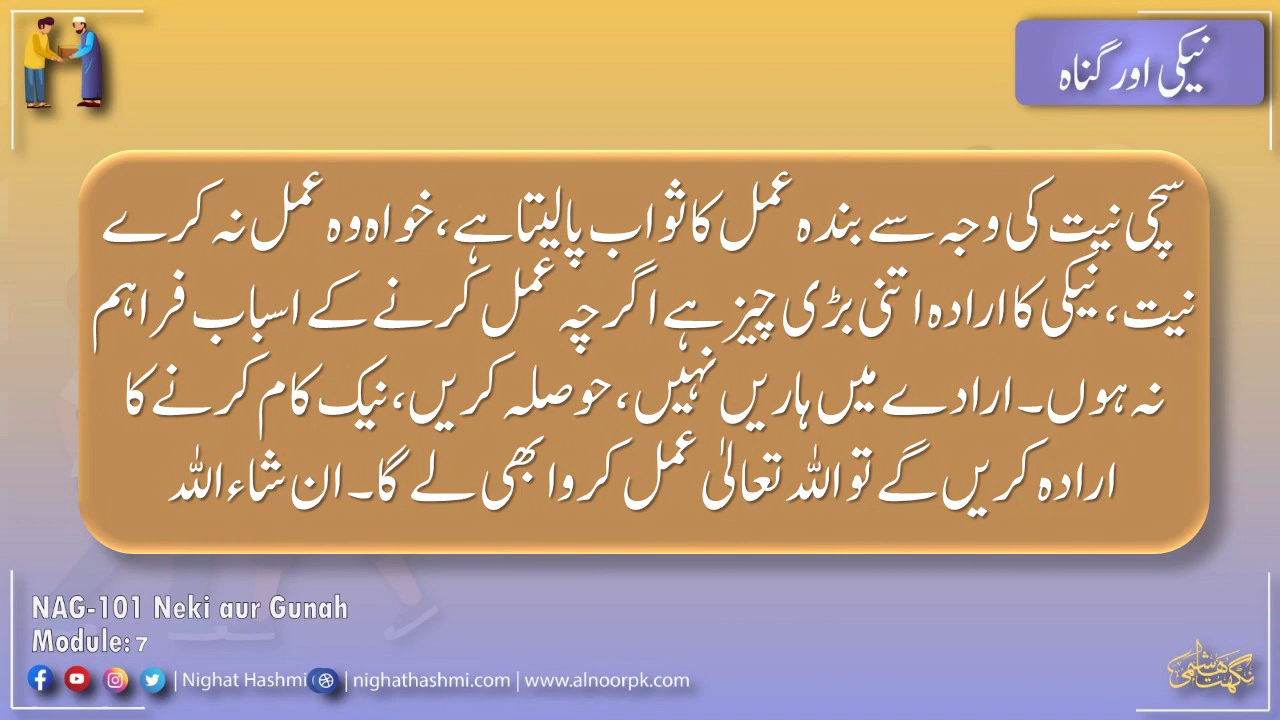 نیکی اور گناہ
سچی نیت کی وجہ سے بندہ عمل کا ثواب پا لیتا ہے، خواہ وہ عمل نہ کرے
نیت، نیکی کا ارادہ اتنی بڑی چیز ہے اگرچہ عمل کرنے کے اسباب فراہم
نہ ہوں۔ ارادے میں ہاریں نہیں، حوصلہ کریں، نیک کام کرنے کا
ارادہ کریں گے تو اللہ تعالیٰ عمل کروا بھی لے گا۔ ان شاء اللہ
NAG-101 Neki aur Gunah
Module: 7
| Nighat Hashmi | nighathashmi.com | www.alnoorpk.com
نگہت ہاشمی